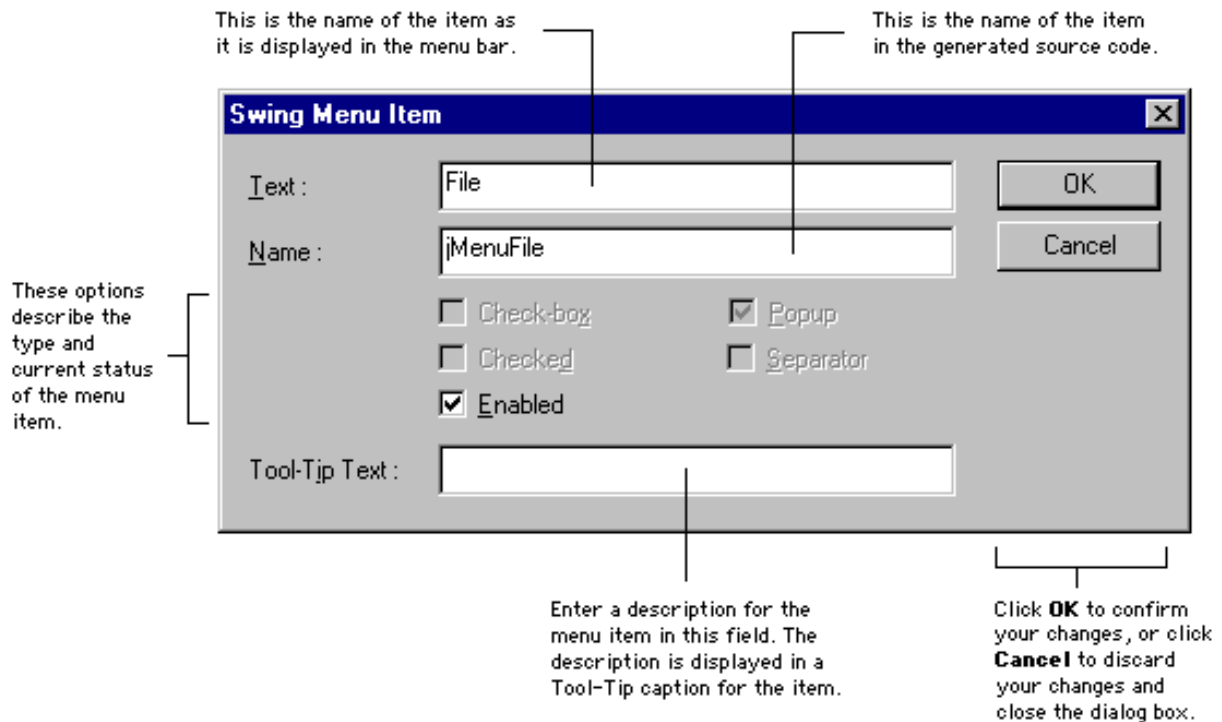 This is the name of the item as
it is displayed in the menu bar.
This is the name of the item
in the generated source code.
Swing Menu Item
Text :
File
OK
Name :
jMenuFile
Cancel
These options
describe the
type and
current status
of the menu
item.
Check-box
Popup
Checked
Separator
Enabled
Tool-Tip Text :
Enter a description for the
menu item in this field. The
description is displayed in a
Tool-Tip caption for the item.
Click OK to confirm
your changes, or click
Cancel to discard
your changes and
close the dialog box.